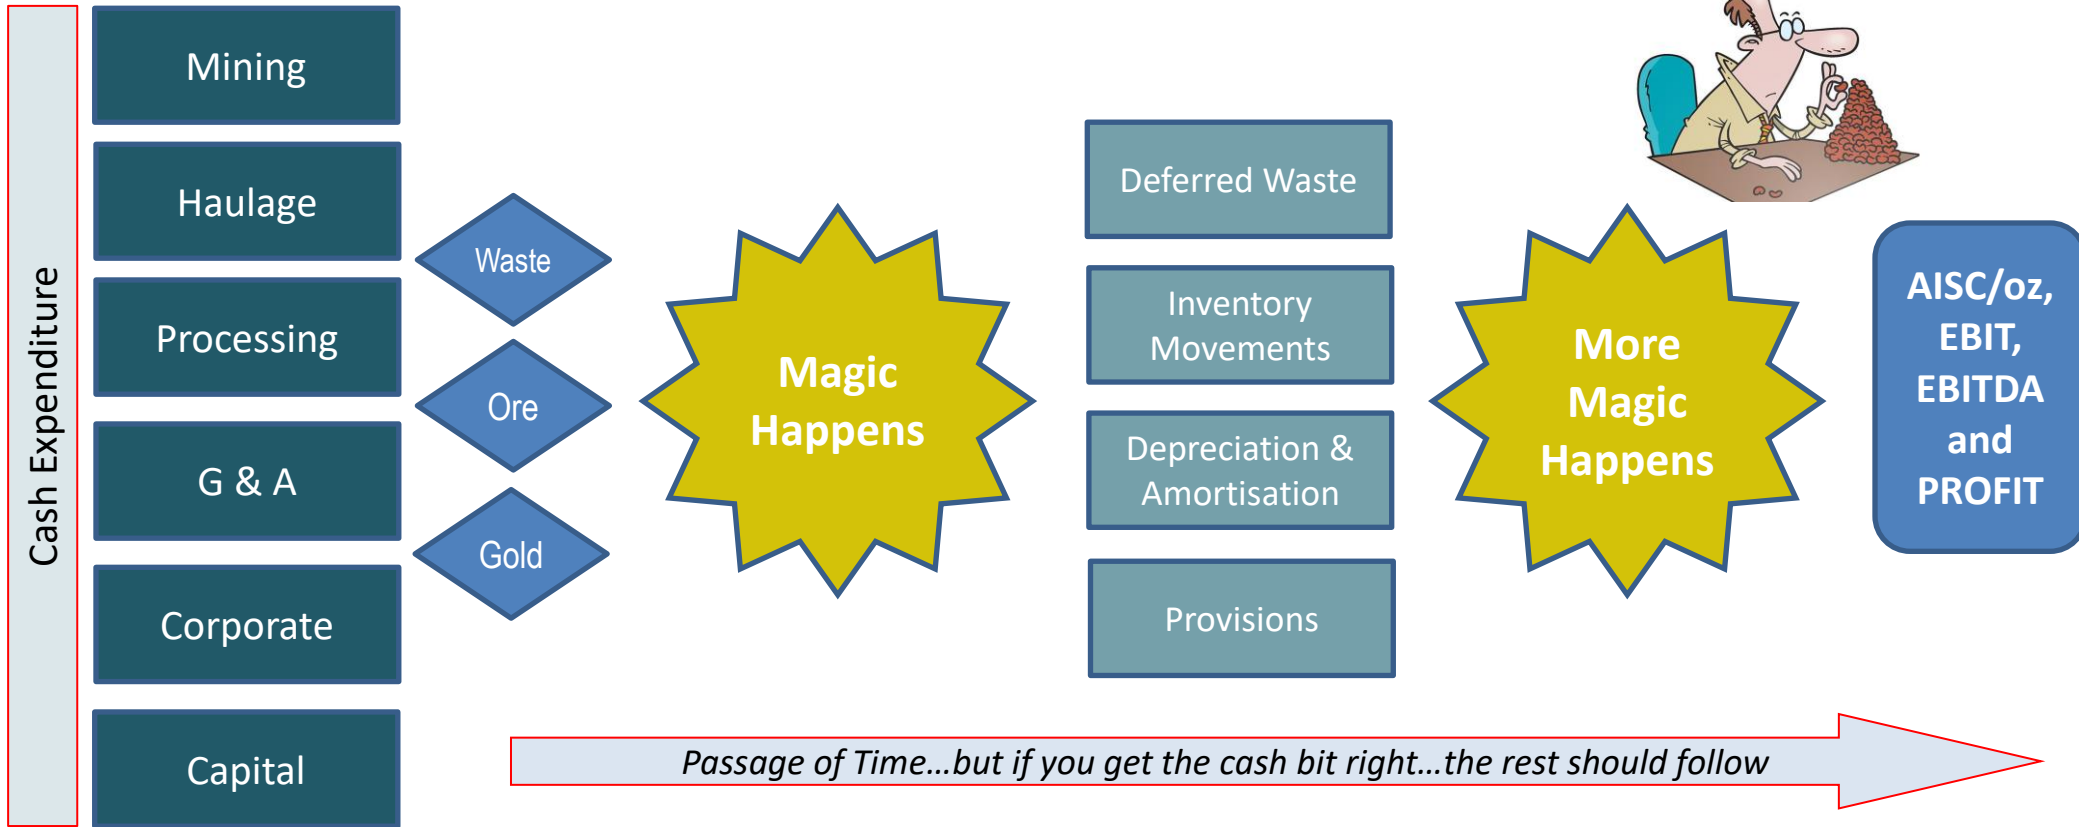 Cash Expenditure
Mining
Haulage
Processing
G & A
Corporate
Capital
Waste
Ore
Gold
Magic
Happens
Deferred Waste
Inventory
Movements
Depreciation &
Amortisation
Provisions
More
Magic
Happens
AISC/oz,
EBIT,
EBITDA
and
PROFIT
Passage of Time...but if you get the cash bit right...the rest should follow